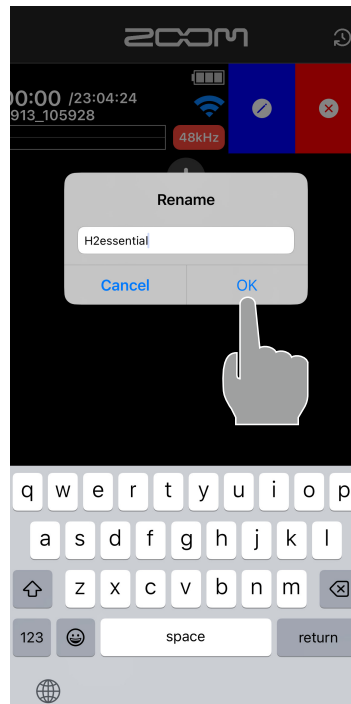 ZOOM
00:00 /23:04:24
913_105928
48kHz
Rename
H2essential
Cancel OK
q w e r t y u i o p
a s d f g h j k l
z x c v b n m
123 space return